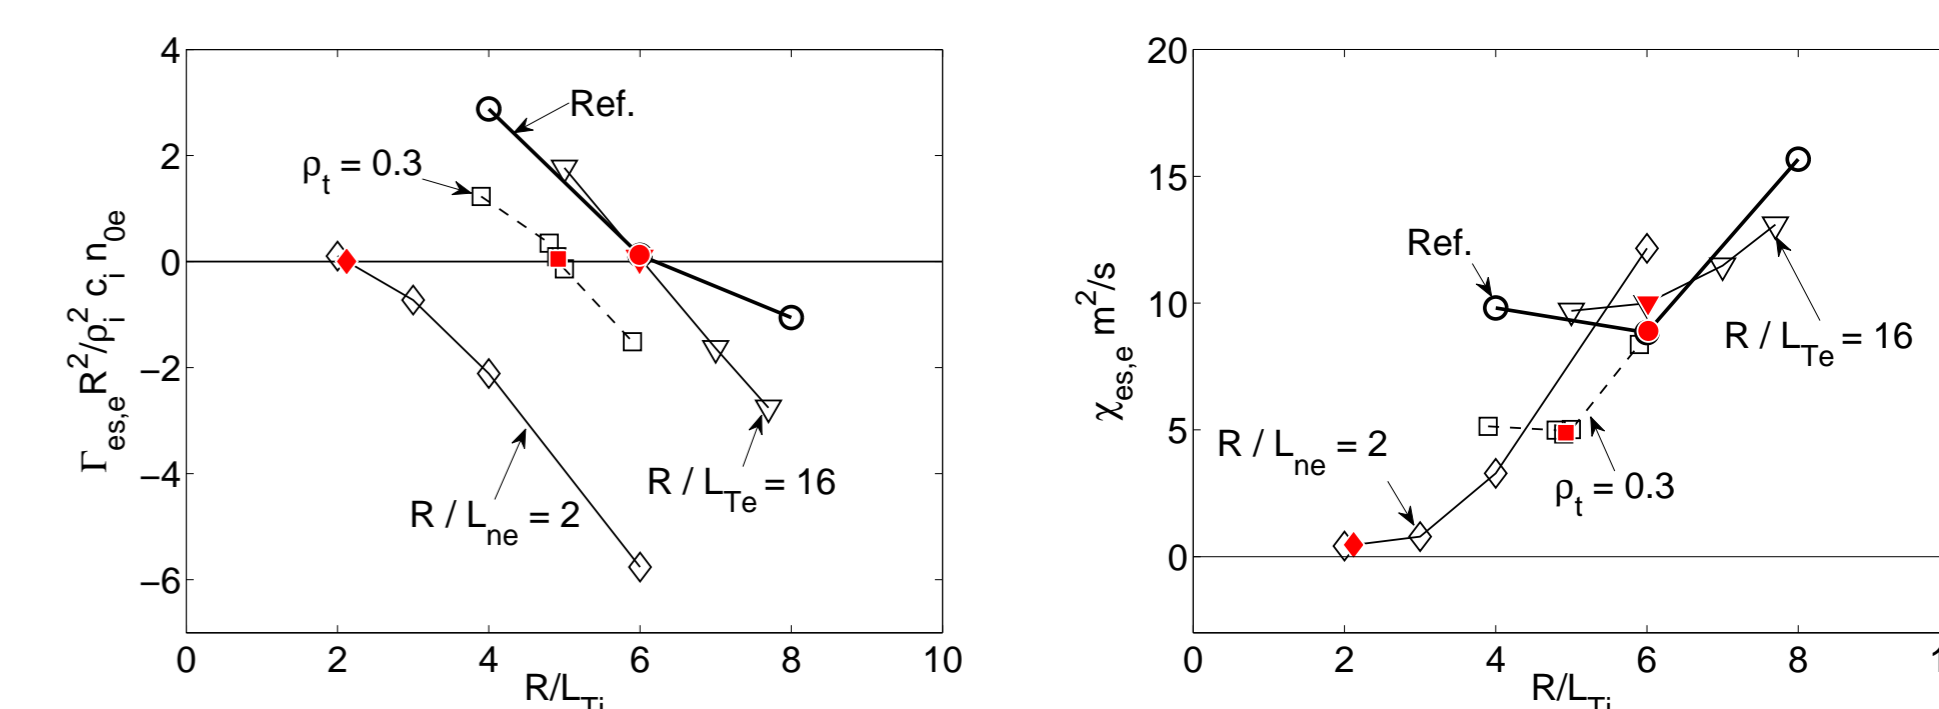 4
2
0
−2
−4
−6
0 2 4 6 8 10
Γes,e R²/ρi² ci n0e
R/LTi
Ref.
ρt = 0.3
R / Lne = 2
R / LTe = 16
20
15
10
5
0
0 2 4 6 8 1
χes,e m²/s
R/LTi
Ref.
R / LTe = 16
R / Lne = 2
ρt = 0.3